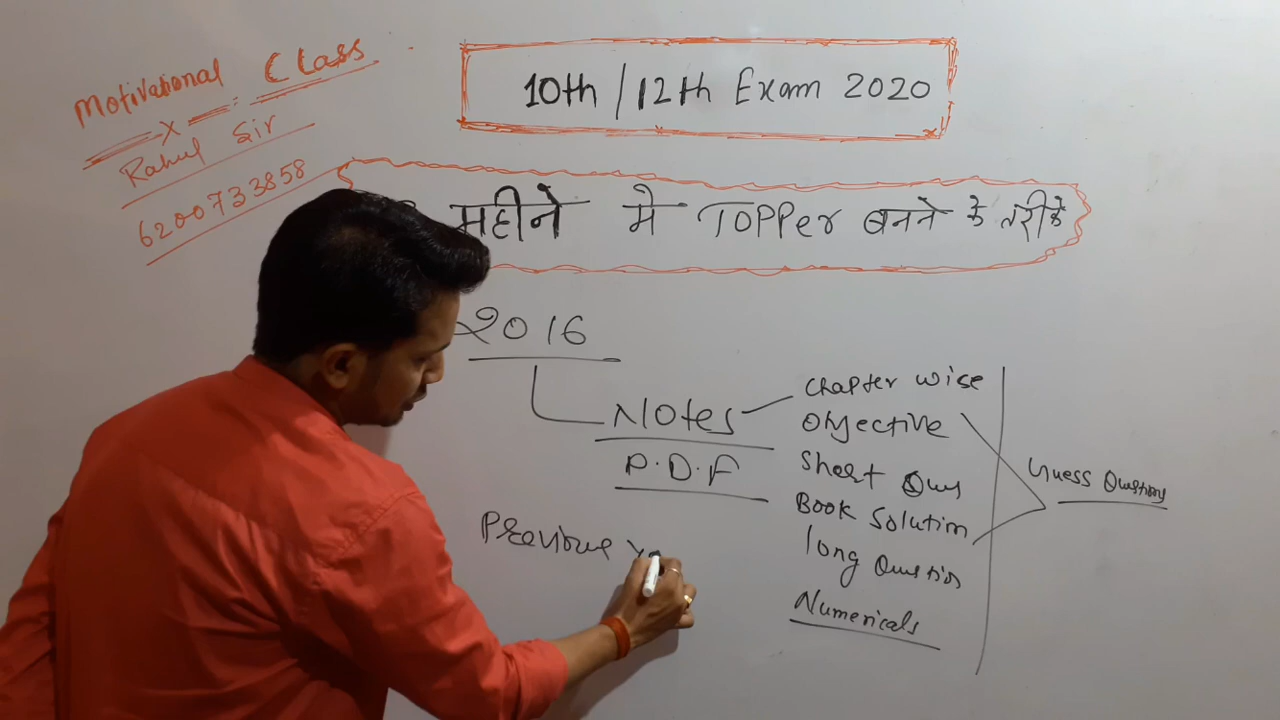 Motivational Class
X
Rahul Sir
6200733858
10th / 12th Exam 2020
महीने में TOPPer बनने के तरीके
2016
Notes
P.D.F
Previous
Chapter wise
Objective
Short Ques
Book Solution
long Question
Numericals
Guess Questions